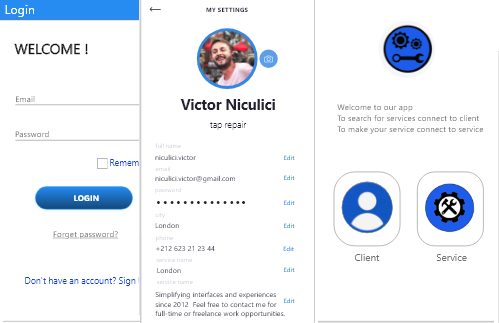 Login
WELCOME !
Email
Password
Remem
LOGIN
Forget password?
Don't have an account? Sign U
MY SETTINGS
Victor Niculici
tap repair
full name
niculici.victor Edit
email
niculici.victor@gmail.com Edit
password
•••••••••••••• Edit
city
London Edit
phone
+212 623 21 23 44 Edit
service name
London Edit
service name
Simplifying interfaces and experiences
since 2012 Feel free to contact me for Edit
full-time or freelance work opportunities.
Welcome to our app
To search for services connect to client
To make your service connect to service
Client
Service